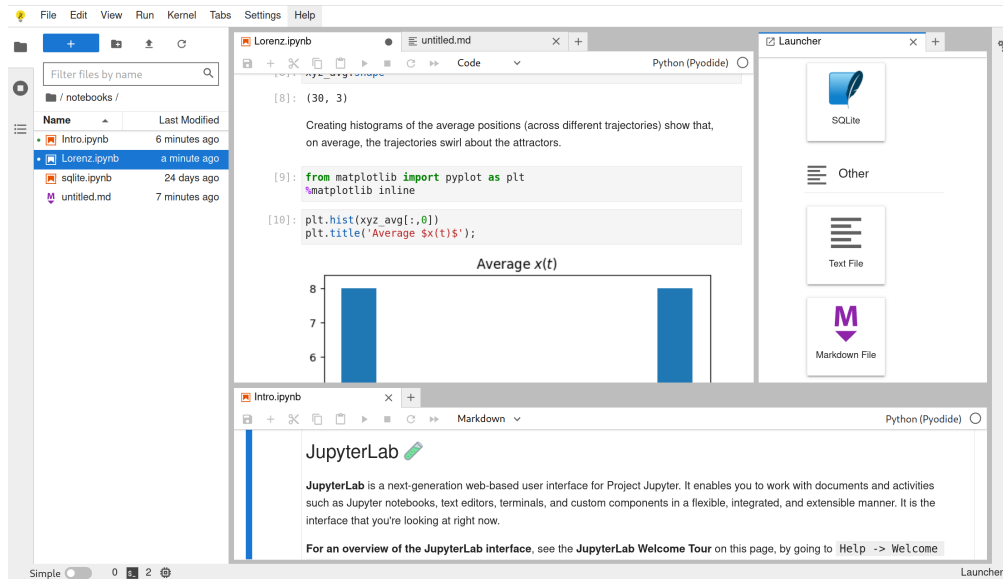 File Edit View Run Kernel Tabs Settings Help
Filter files by name
/ notebooks /
Name Last Modified
Intro.ipynb 6 minutes ago
Lorenz.ipynb a minute ago
sqlite.ipynb 24 days ago
untitled.md 7 minutes ago
Lorenz.ipynb untitled.md
Code Python (Pyodide)
[8]: (30, 3)
Creating histograms of the average positions (across different trajectories) show that,
on average, the trajectories swirl about the attractors.
[9]: from matplotlib import pyplot as plt
%matplotlib inline
[10]: plt.hist(xyz_avg[:,0])
plt.title('Average $x(t)$');
Average x(t)
8
7
6
Launcher
SQLite
Other
Text File
M
Markdown File
Intro.ipynb
Markdown Python (Pyodide)
JupyterLab
JupyterLab is a next-generation web-based user interface for Project Jupyter. It enables you to work with documents and activities
such as Jupyter notebooks, text editors, terminals, and custom components in a flexible, integrated, and extensible manner. It is the
interface that you're looking at right now.
For an overview of the JupyterLab interface, see the JupyterLab Welcome Tour on this page, by going to Help -> Welcome
Simple 0 2 Launcher